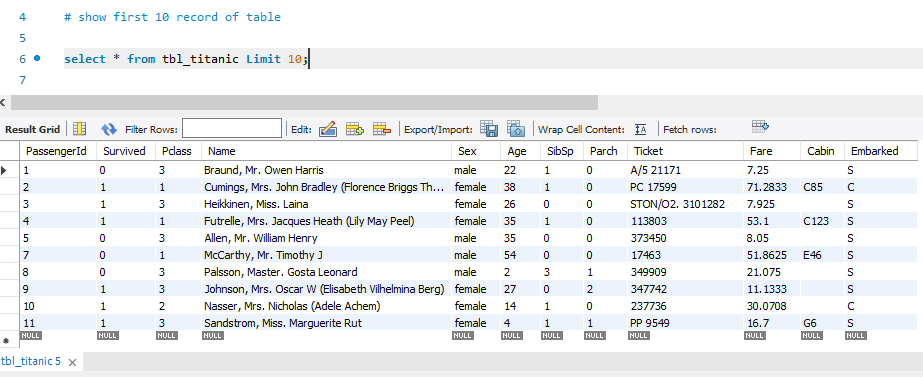 4 # show first 10 record of table
5
6 select * from tbl_titanic Limit 10;
7
Result Grid Filter Rows: Edit: Export/Import: Wrap Cell Content: Fetch rows:
PassengerId Survived Pclass Name Sex Age SibSp Parch Ticket Fare Cabin Embarked
1 0 3 Braund, Mr. Owen Harris male 22 1 0 A/5 21171 7.25 S
2 1 1 Cumings, Mrs. John Bradley (Florence Briggs Th... female 38 1 0 PC 17599 71.2833 C85 C
3 1 3 Heikkinen, Miss. Laina female 26 0 0 STON/O2. 3101282 7.925 S
4 1 1 Futrelle, Mrs. Jacques Heath (Lily May Peel) female 35 1 0 113803 53.1 C123 S
5 0 3 Allen, Mr. William Henry male 35 0 0 373450 8.05 S
7 0 1 McCarthy, Mr. Timothy J male 54 0 0 17463 51.8625 E46 S
8 0 3 Palsson, Master. Gosta Leonard male 2 3 1 349909 21.075 S
9 1 3 Johnson, Mrs. Oscar W (Elisabeth Vilhelmina Berg) female 27 0 2 347742 11.1333 S
10 1 2 Nasser, Mrs. Nicholas (Adele Achem) female 14 1 0 237736 30.0708 C
11 1 3 Sandstrom, Miss. Marguerite Rut female 4 1 1 PP 9549 16.7 G6 S
NULL NULL NULL NULL NULL NULL NULL NULL NULL NULL NULL NULL
tbl_titanic 5